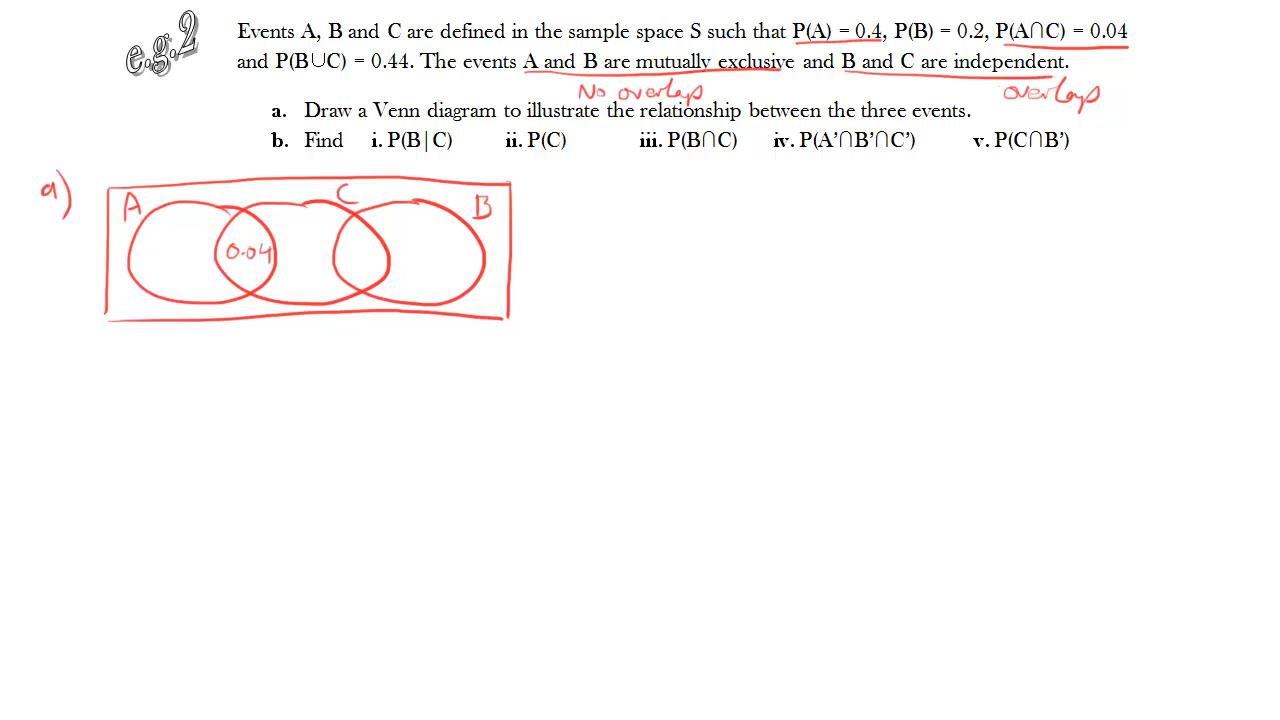 e.g.2
Events A, B and C are defined in the sample space S such that P(A) = 0.4, P(B) = 0.2, P(A∩C) = 0.04
and P(B∪C) = 0.44. The events A and B are mutually exclusive and B and C are independent.
No overlap overlaps
a. Draw a Venn diagram to illustrate the relationship between the three events.
b. Find i. P(B|C) ii. P(C) iii. P(B∩C) iv. P(A'∩B'∩C') v. P(C∩B')
a)
A C B
0.04